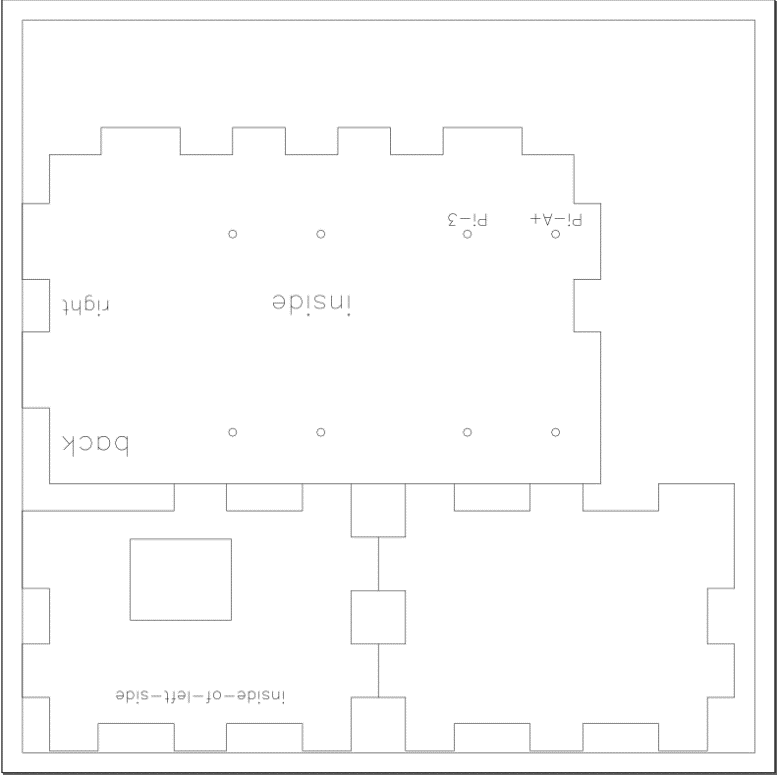 inside-of-left-side
back
inside
right
Pi-A+
Pi-3